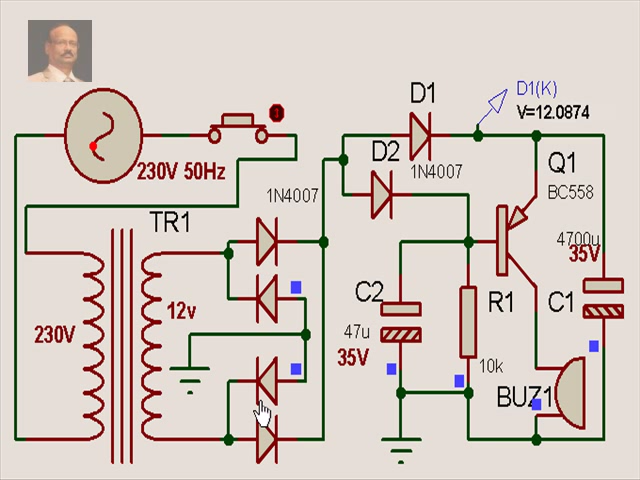 D1
D1(K)
V=12.0874
D2
1N4007
Q1
BC558
230V 50Hz
1N4007
TR1
4700u
35V
12v
C2
R1
C1
230V
47u
35V
10k
BUZ1